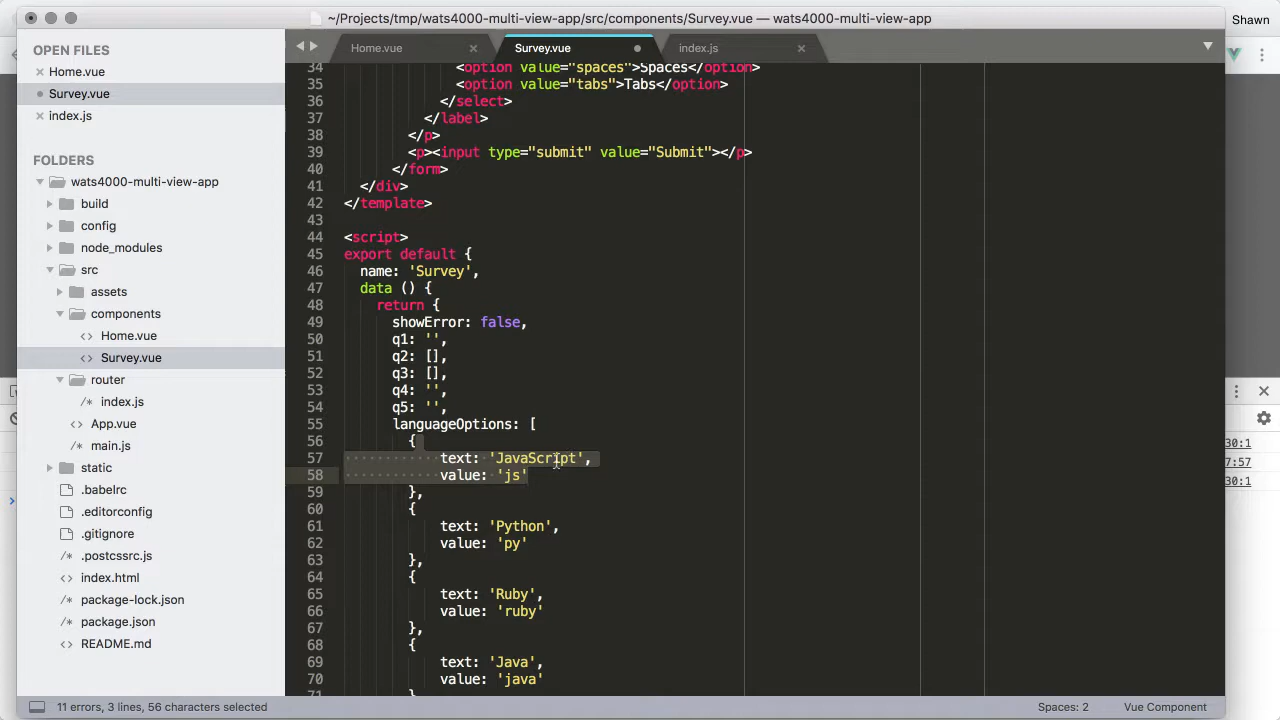 ~/Projects/tmp/wats4000-multi-view-app/src/components/Survey.vue — wats4000-multi-view-app
Shawn
OPEN FILES
Home.vue
Survey.vue
index.js
FOLDERS
wats4000-multi-view-app
build
config
node_modules
src
assets
components
Home.vue
Survey.vue
router
index.js
App.vue
main.js
static
.babelrc
.editorconfig
.gitignore
.postcssrc.js
index.html
package-lock.json
package.json
README.md
Home.vue
Survey.vue
index.js
34 <option value="spaces">Spaces</option>
35 <option value="tabs">Tabs</option>
36 </select>
37 </label>
38 </p>
39 <p><input type="submit" value="Submit"></p>
40 </form>
41 </div>
42 </template>
43
44 <script>
45 export default {
46 name: 'Survey',
47 data () {
48 return {
49 showError: false,
50 q1: '',
51 q2: [],
52 q3: [],
53 q4: '',
54 q5: '',
55 languageOptions: [
56 {
57 text: 'JavaScript',
58 value: 'js'
59 },
60 {
61 text: 'Python',
62 value: 'py'
63 },
64 {
65 text: 'Ruby',
66 value: 'ruby'
67 },
68 {
69 text: 'Java',
70 value: 'java'
71 }
30:1
7:57
30:1
11 errors, 3 lines, 56 characters selected
Spaces: 2
Vue Component